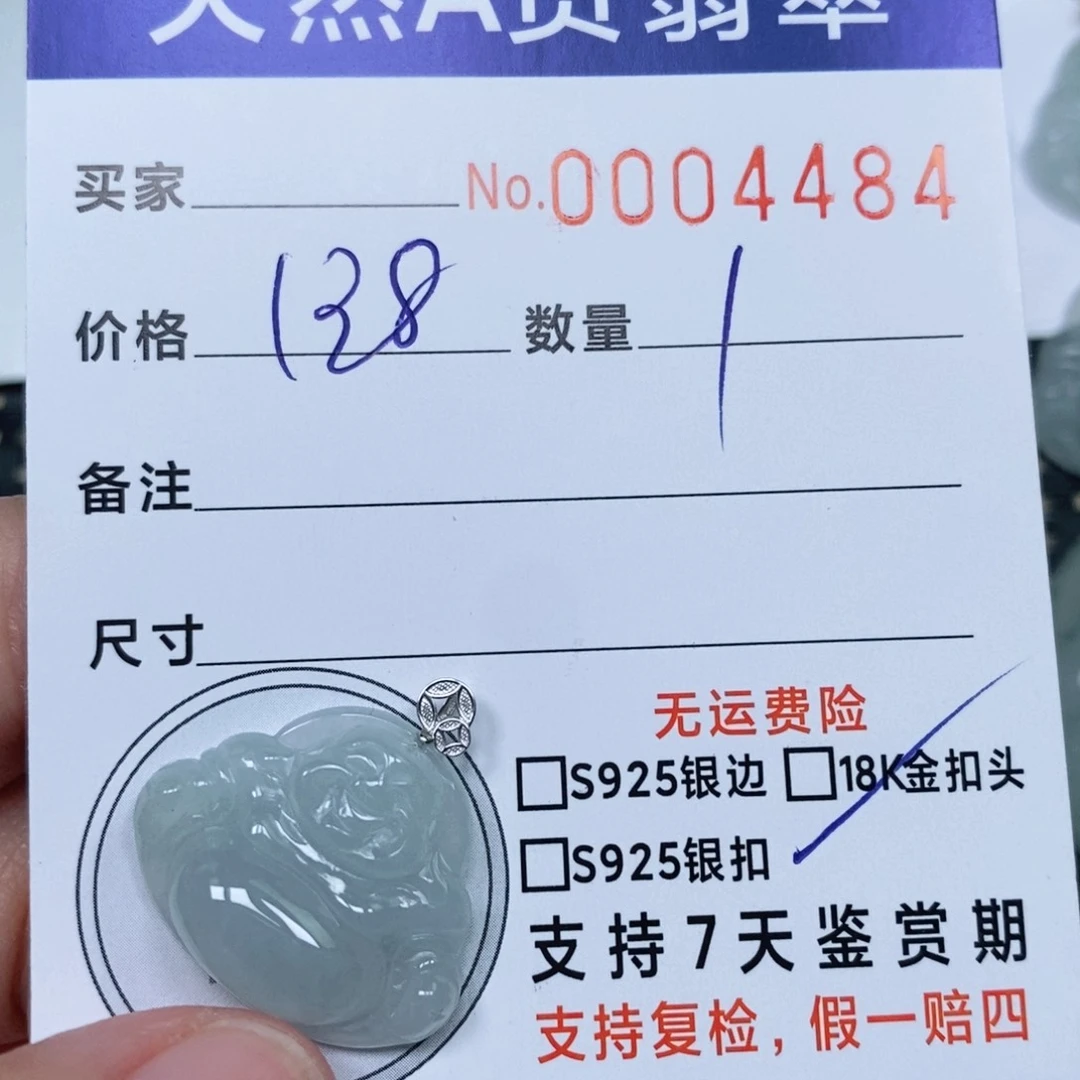 天然A货翡翠
买家 No.0004484
价格 138 数量 1
备注
尺寸
无运费险
S925银边 18K金扣头
S925银扣
支持7天鉴赏期
支持复检，假一赔四